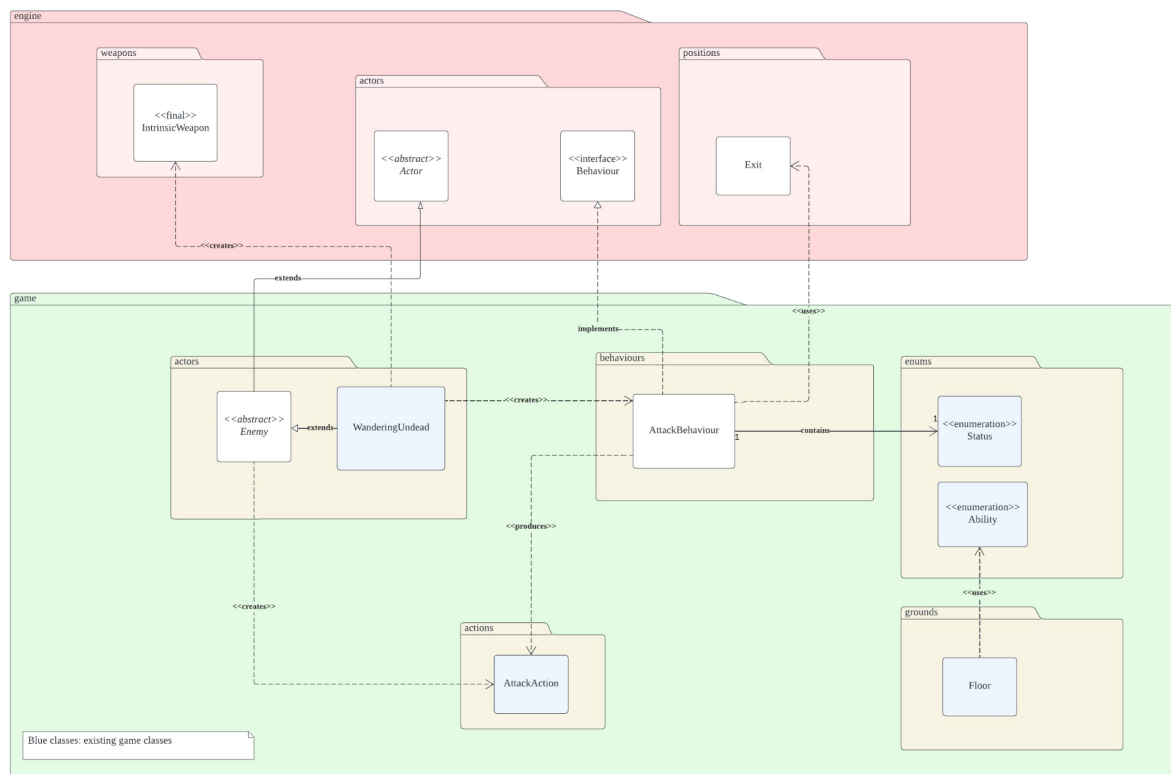 engine
weapons
positions
actors
<<final>>
IntrinsicWeapon
<<abstract>>
Actor
<<interface>>
Behaviour
Exit
<<creates>>
extends
game
<<uses>>
implements
actors
behaviours
enums
<<abstract>>
Enemy
extends
WanderingUndead
<<creates>>
AttackBehaviour
1
contains
1
<<enumeration>>
Status
<<enumeration>>
Ability
<<produces>>
<<creates>>
<<uses>>
actions
AttackAction
grounds
Floor
Blue classes: existing game classes